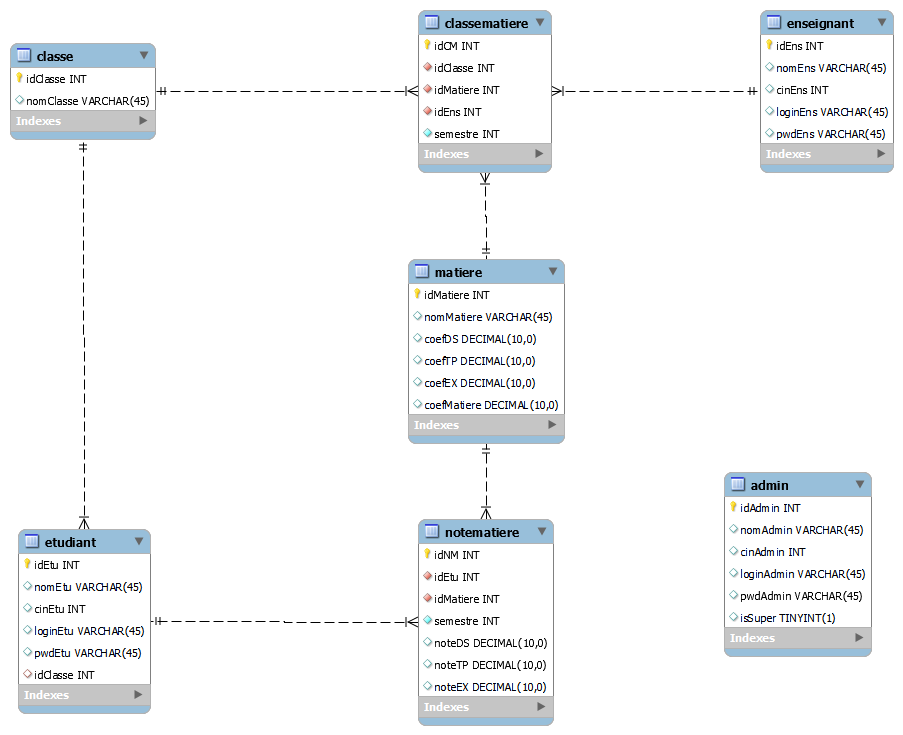 classe
idClasse INT
nomClasse VARCHAR(45)
Indexes
classematiere
idCM INT
idClasse INT
idMatiere INT
idEns INT
semestre INT
Indexes
enseignant
idEns INT
nomEns VARCHAR(45)
cinEns INT
loginEns VARCHAR(45)
pwdEns VARCHAR(45)
Indexes
matiere
idMatiere INT
nomMatiere VARCHAR(45)
coefDS DECIMAL(10,0)
coefTP DECIMAL(10,0)
coefEX DECIMAL(10,0)
coefMatiere DECIMAL(10,0)
Indexes
etudiant
idEtu INT
nomEtu VARCHAR(45)
cinEtu INT
loginEtu VARCHAR(45)
pwdEtu VARCHAR(45)
idClasse INT
Indexes
notematiere
idNM INT
idEtu INT
idMatiere INT
semestre INT
noteDS DECIMAL(10,0)
noteTP DECIMAL(10,0)
noteEX DECIMAL(10,0)
Indexes
admin
idAdmin INT
nomAdmin VARCHAR(45)
cinAdmin INT
loginAdmin VARCHAR(45)
pwdAdmin VARCHAR(45)
isSuper TINYINT(1)
Indexes